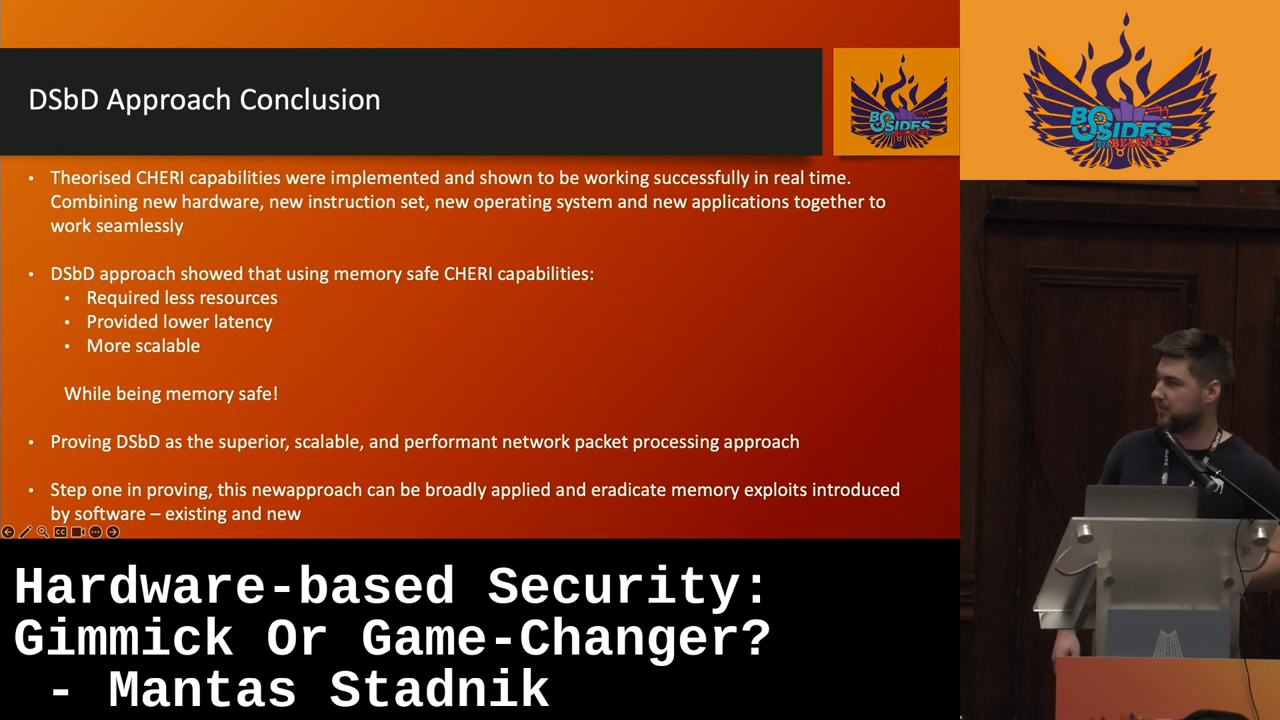 DSbD Approach Conclusion
BSIDES
BELFAST
BSIDES
BELFAST
• Theorised CHERI capabilities were implemented and shown to be working successfully in real time.
Combining new hardware, new instruction set, new operating system and new applications together to
work seamlessly
• DSbD approach showed that using memory safe CHERI capabilities:
• Required less resources
• Provided lower latency
• More scalable
While being memory safe!
• Proving DSbD as the superior, scalable, and performant network packet processing approach
• Step one in proving, this newapproach can be broadly applied and eradicate memory exploits introduced
by software – existing and new
CC
Hardware-based Security:
Gimmick Or Game-Changer?
- Mantas Stadnik